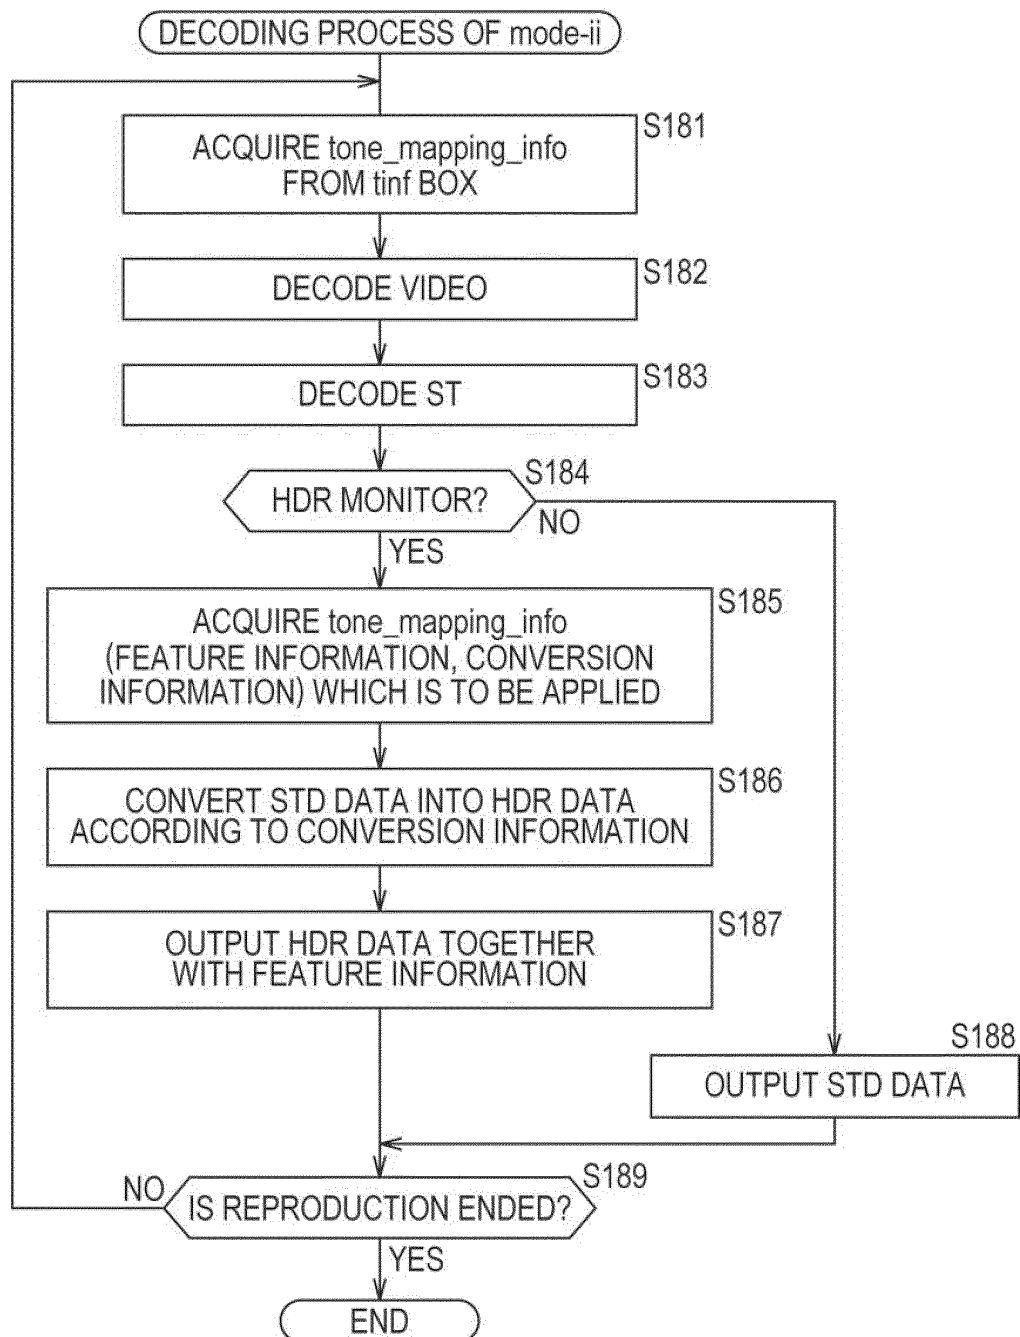 DECODING PROCESS OF mode-ii
S181
ACQUIRE tone_mapping_info
FROM tinf BOX
S182
DECODE VIDEO
S183
DECODE ST
S184
HDR MONITOR?
NO
YES
S185
ACQUIRE tone_mapping_info
(FEATURE INFORMATION, CONVERSION
INFORMATION) WHICH IS TO BE APPLIED
S186
CONVERT STD DATA INTO HDR DATA
ACCORDING TO CONVERSION INFORMATION
S187
OUTPUT HDR DATA TOGETHER
WITH FEATURE INFORMATION
S188
OUTPUT STD DATA
S189
NO
IS REPRODUCTION ENDED?
YES
END